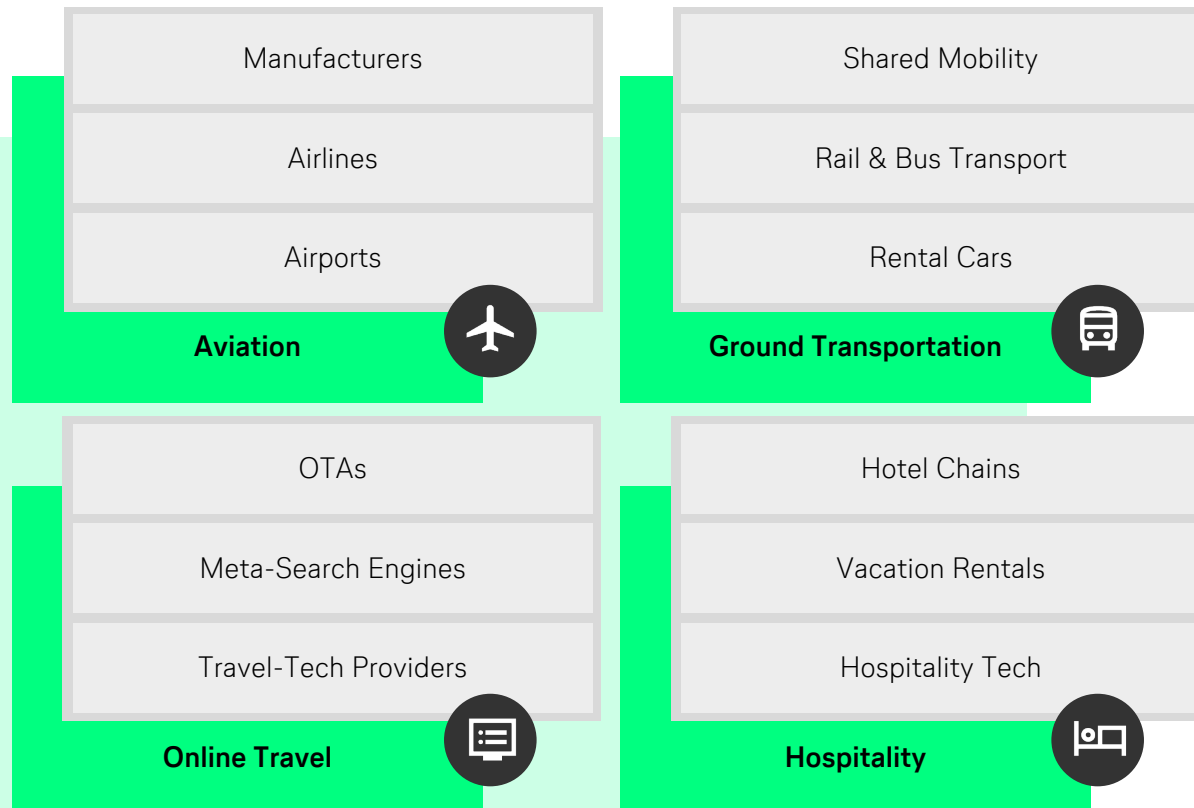 Manufacturers
Airlines
Airports
Aviation
Shared Mobility
Rail & Bus Transport
Rental Cars
Ground Transportation
OTAs
Meta-Search Engines
Travel-Tech Providers
Online Travel
Hotel Chains
Vacation Rentals
Hospitality Tech
Hospitality